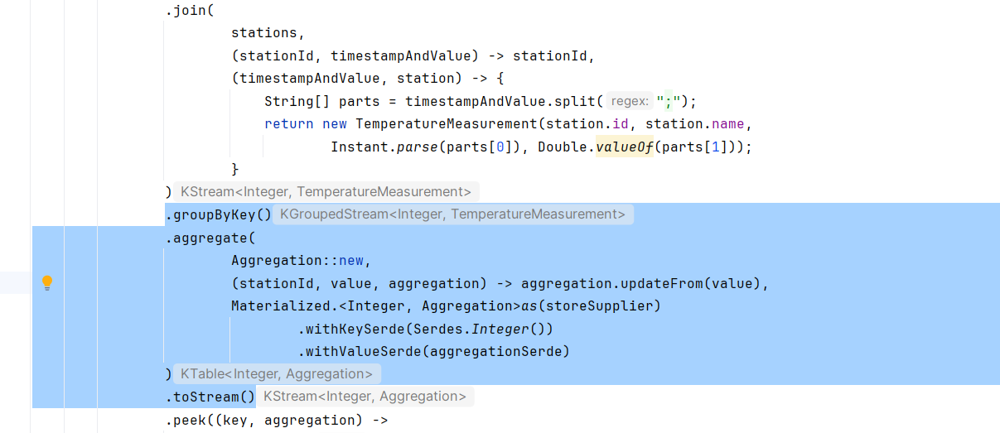 .join(
stations,
(stationId, timestampAndValue) -> stationId,
(timestampAndValue, station) -> {
String[] parts = timestampAndValue.split( regex: ";");
return new TemperatureMeasurement(station.id, station.name,
Instant.parse(parts[0]), Double.valueOf(parts[1]));
}
) KStream<Integer, TemperatureMeasurement>
.groupByKey() KGroupedStream<Integer, TemperatureMeasurement>
.aggregate(
Aggregation::new,
(stationId, value, aggregation) -> aggregation.updateFrom(value),
Materialized.<Integer, Aggregation>as(storeSupplier)
.withKeySerde(Serdes.Integer())
.withValueSerde(aggregationSerde)
) KTable<Integer, Aggregation>
.toStream() KStream<Integer, Aggregation>
.peek((key, aggregation) ->